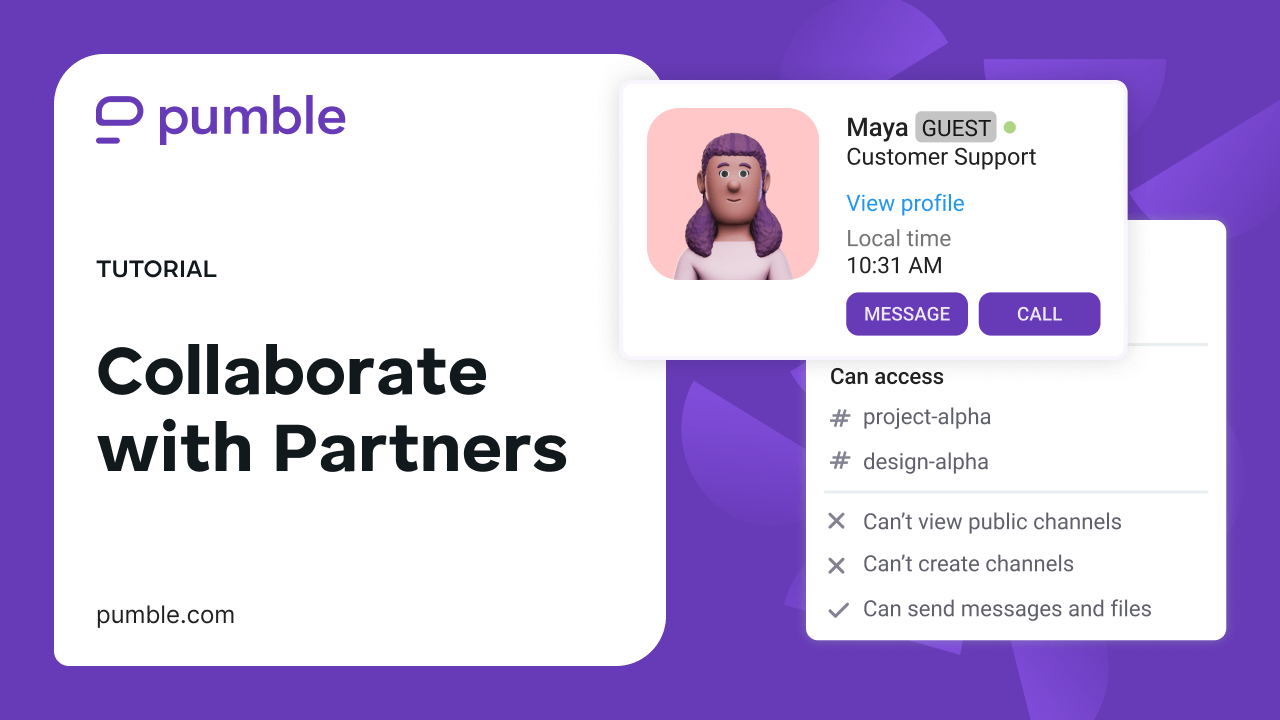 pumble
TUTORIAL
Collaborate
with Partners
pumble.com
Maya GUEST
Customer Support
View profile
Local time
10:31 AM
MESSAGE
CALL
Can access
# project-alpha
# design-alpha
Can’t view public channels
Can’t create channels
Can send messages and files